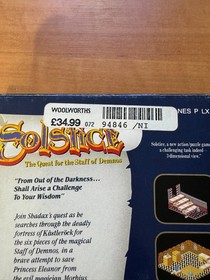 WOOLWORTHS
£34.99 072 94846 /NI
NES P LX
SOLSTICE
The Quest for the Staff of Demnos
"From Out of the Darkness...
Shall Arise a Challenge
To Your Wisdom"
Join Shadax's quest as he
searches through the deadly
fortress of Kâstleröck for
the six pieces of the magical
Staff of Demnos, in a
brave attempt to save
Princess Eleanor from
the evil magician Morbius
Solstice, a new action/puzzle game
a challenging task indeed -
3-dimensional view."